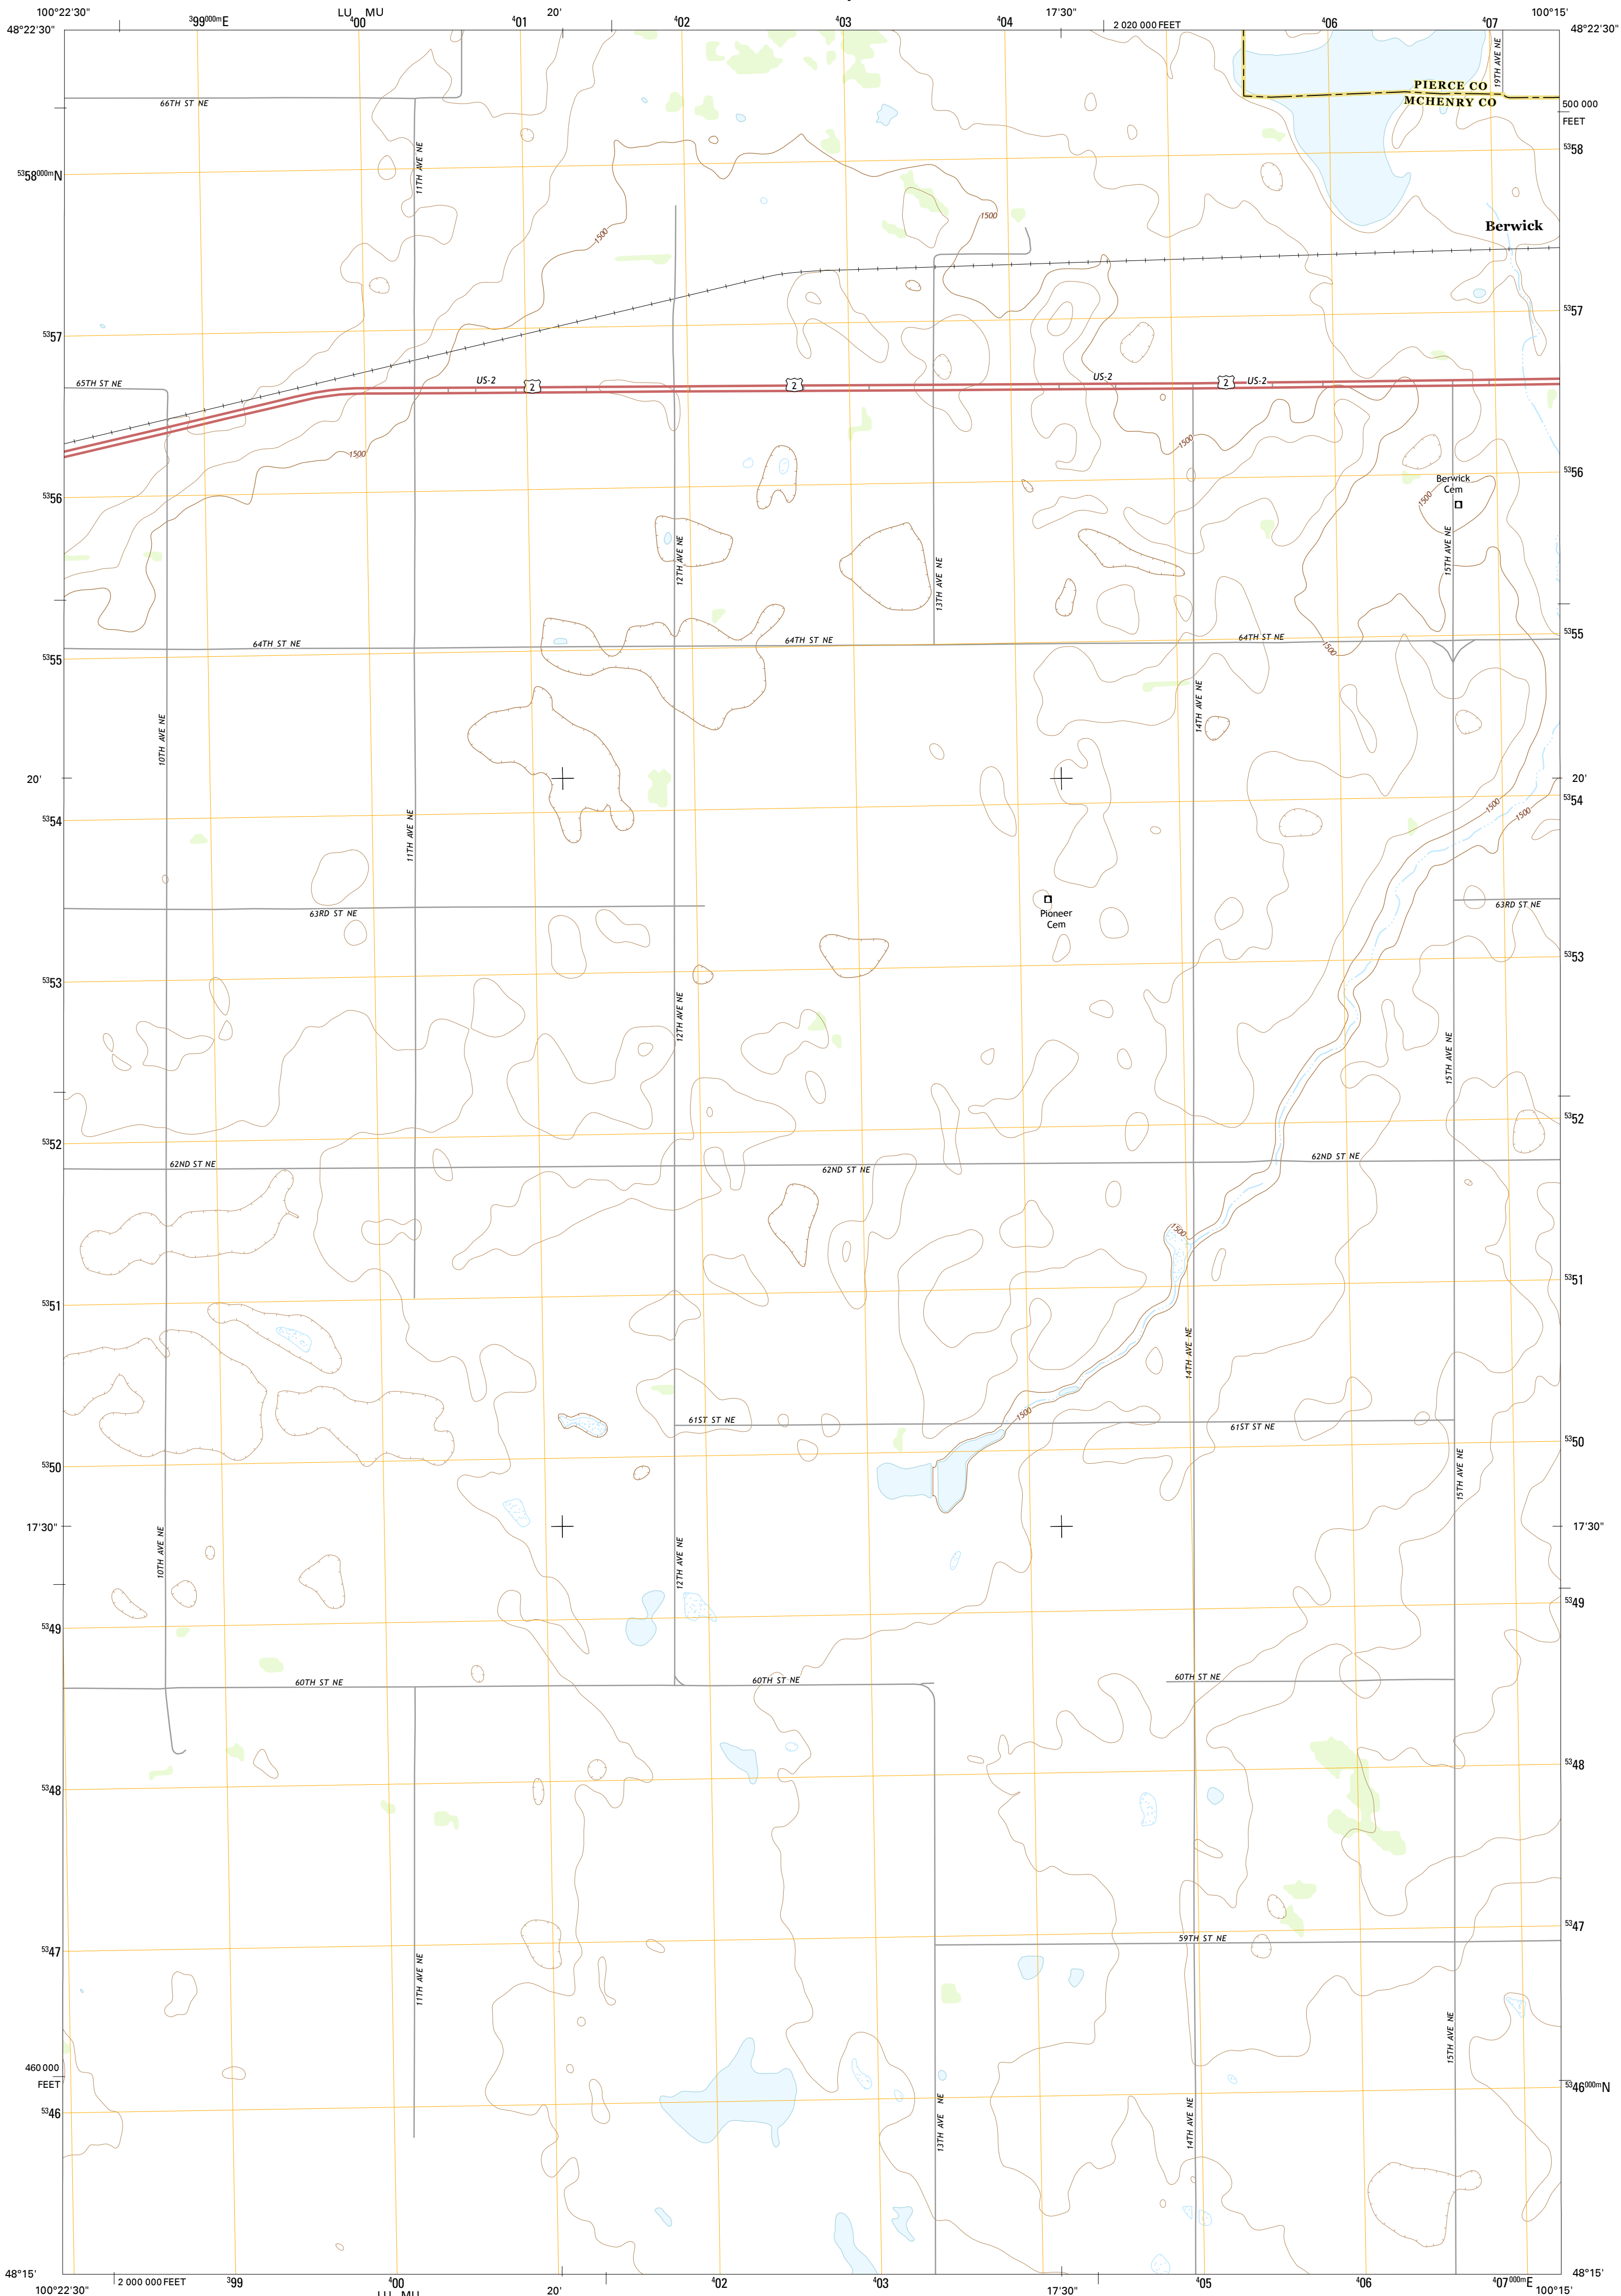 100°22'30"
399000mE
LU MU
400
401
20'
402
403
404
17'30"
2 020 000 FEET
406
407
100°15'
48°22'30"
48°22'30"
19TH AVE NE
PIERCE CO
MCHENRY CO
66TH ST NE
500 000
FEET
5358
11TH AVE NE
5358000mN
1500
1500
Berwick
5357
5357
65TH ST NE
US-2
2
2
US-2
2
US-2
1500
1500
5356
5356
Berwick
Cem
1500
12TH AVE NE
13TH AVE NE
15TH AVE NE
5355
64TH ST NE
64TH ST NE
64TH ST NE
1500
5355
10TH AVE NE
14TH AVE NE
20'
20'
5354
1500
1500
5354
11TH AVE NE
63RD ST NE
Pioneer
Cem
63RD ST NE
5353
5353
12TH AVE NE
15TH AVE NE
5352
5352
62ND ST NE
62ND ST NE
62ND ST NE
1500
5351
5351
14TH AVE NE
1500
61ST ST NE
61ST ST NE
5350
5350
15TH AVE NE
17'30"
17'30"
10TH AVE NE
12TH AVE NE
5349
5349
60TH ST NE
60TH ST NE
60TH ST NE
5348
5348
5347
5347
59TH ST NE
11TH AVE NE
15TH AVE NE
460 000
FEET
5346000mN
5346
13TH AVE NE
14TH AVE NE
48°15'
48°15'
100°22'30"
2 000 000 FEET
399
400
LU MU
20'
402
403
17'30"
405
406
407000mE
100°15'